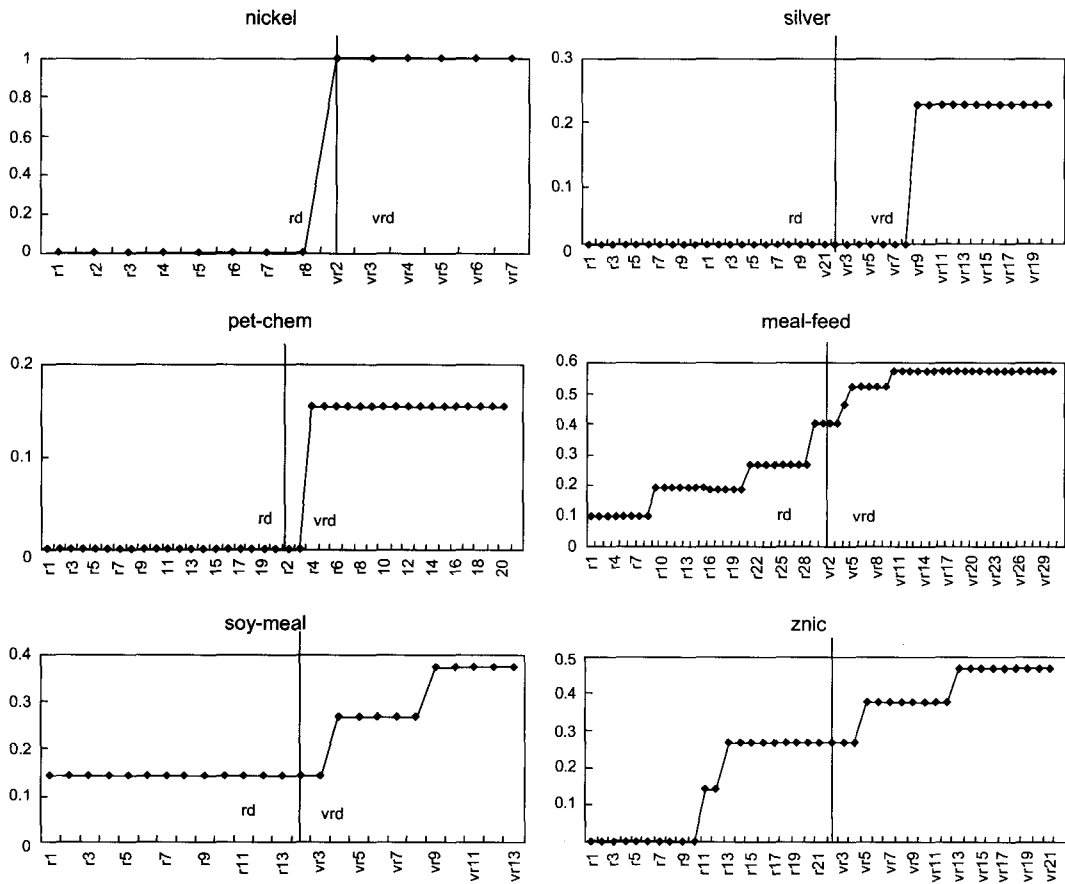 nickel
1
0.8
0.6
0.4
0.2
0
rd
vrd
r1 r2 r3 r4 r5 r6 r7 r8 vr2 vr3 vr4 vr5 vr6 vr7
silver
0.3
0.2
0.1
0
rd
vrd
r1 r3 r5 r7 r9 r1 r3 r5 r7 r9 v21 vr3 vr5 vr7 vr9 vr11 vr13 vr15 vr17 vr19
pet-chem
0.2
0.1
0
rd
vrd
r1 r3 r5 r7 r9 11 13 15 17 19 r2 r4 r6 r8 10 12 14 16 18 20
meal-feed
0.6
0.5
0.4
0.3
0.2
0.1
0
rd
vrd
r1 r4 r7 r10 r13 r16 r19 r22 r25 r28 vr2 vr5 vr8 vr11 vr14 vr17 vr20 vr23 vr26 vr29
soy-meal
0.4
0.3
0.2
0.1
0
rd
vrd
r1 r3 r5 r7 r9 r11 r13 vr3 vr5 vr7 vr9 vr11 vr13
znic
0.5
0.4
0.3
0.2
0.1
r1 r3 r5 r7 r9 r11 r13 r15 r17 r19 r21 vr3 vr5 vr7 vr9 vr11 vr13 vr15 vr17 vr19 vr21